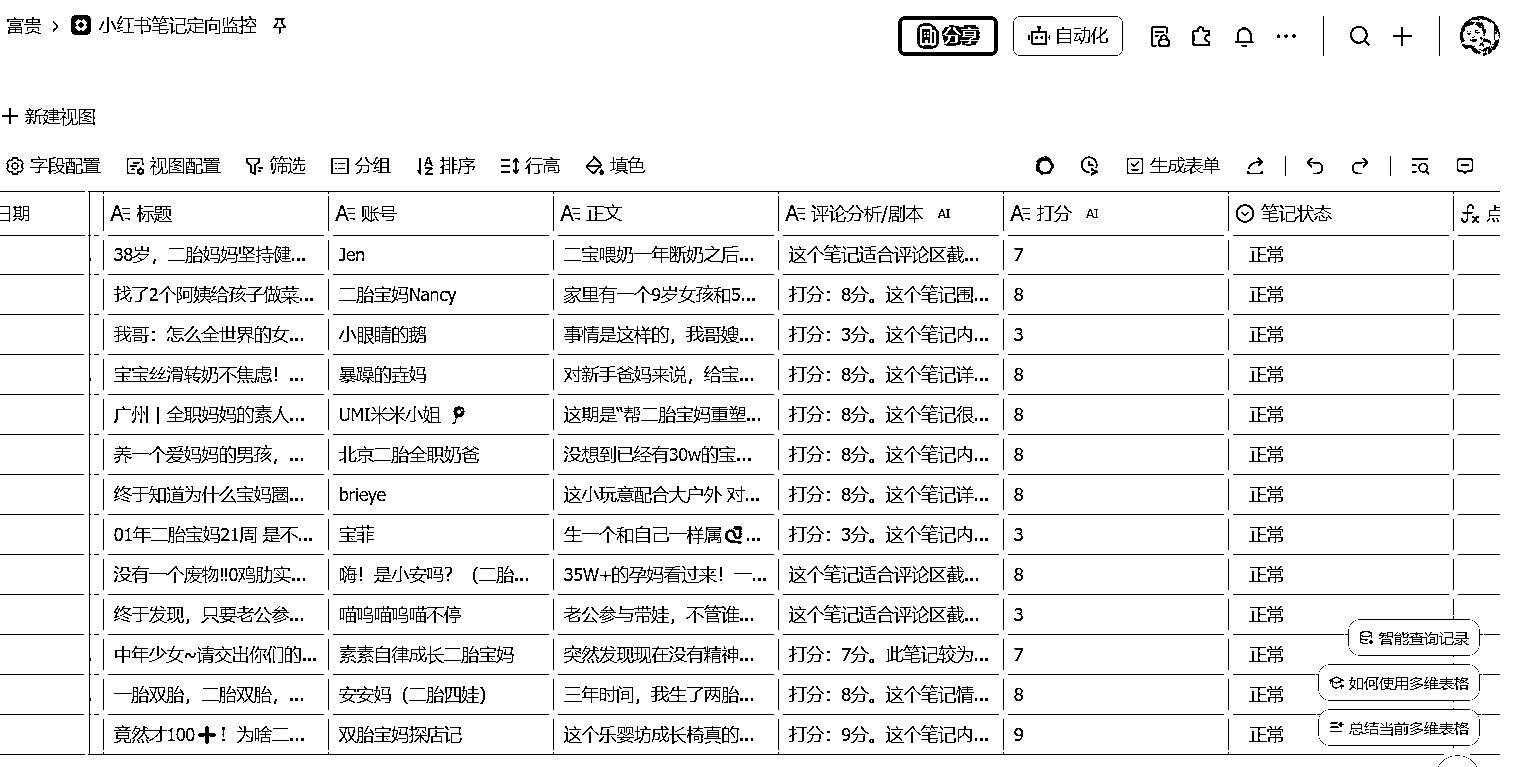 富贵 > 小红书笔记定向监控
分享 自动化
+ 新建视图
字段配置 视图配置 筛选 分组 排序 行高 填色 生成表单
日期 标题 账号 正文 评论分析/剧本 AI 打分 AI 笔记状态 fx 点
38岁，二胎妈妈坚持健... Jen 二宝喂奶一年断奶之后... 这个笔记适合评论区截... 7 正常
找了2个阿姨给孩子做菜... 二胎宝妈Nancy 家里有一个9岁女孩和5... 打分：8分。这个笔记围... 8 正常
我哥：怎么全世界的女... 小眼睛的鹅 事情是这样的，我哥嫂... 打分：3分。这个笔记内... 3 正常
宝宝丝滑转奶不焦虑！... 暴躁的垚妈 对新手爸妈来说，给宝... 打分：8分。这个笔记详... 8 正常
广州 | 全职妈妈的素人... UMI米米小姐 这期是“帮二胎宝妈重塑... 打分：8分。这个笔记很... 8 正常
养一个爱妈妈的男孩，... 北京二胎全职奶爸 没想到已经有30w的宝... 打分：8分。这个笔记内... 8 正常
终于知道为什么宝妈圈... brieye 这小玩意配合大户外 对... 打分：8分。这个笔记详... 8 正常
01年二胎宝妈21周 是不... 宝菲 生一个和自己一样属... 打分：3分。这个笔记内... 3 正常
没有一个废物‼️0鸡肋实... 嗨！是小安吗？（二胎... 35W+的孕妈看过来！一... 这个笔记适合评论区截... 8 正常
终于发现，只要老公参... 喵呜喵呜喵不停 老公参与带娃，不管谁... 这个笔记适合评论区截... 3 正常
中年少女~请交出你们的... 素素自律成长二胎宝妈 突然发现现在没有精神... 打分：7分。此笔记较为... 7 正常
智能查询记录
一胎双胎，二胎双胎，... 安安妈（二胎四娃） 三年时间，我生了两胎... 打分：8分。这个笔记情... 8 正常
如何使用多维表格
竟然才100➕！为啥二... 双胎宝妈探店记 这个乐婴坊成长椅真的... 打分：9分。这个笔记内... 9 正常
总结当前多维表格